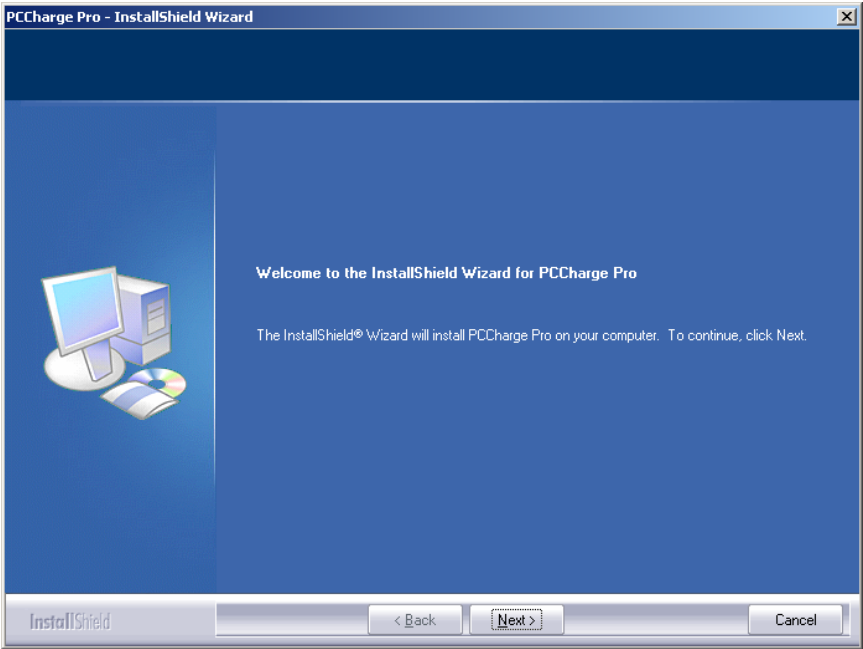 PCCharge Pro - InstallShield Wizard
Welcome to the InstallShield Wizard for PCCharge Pro
The InstallShield® Wizard will install PCCharge Pro on your computer.  To continue, click Next.
InstallShield
< Back
Next >
Cancel